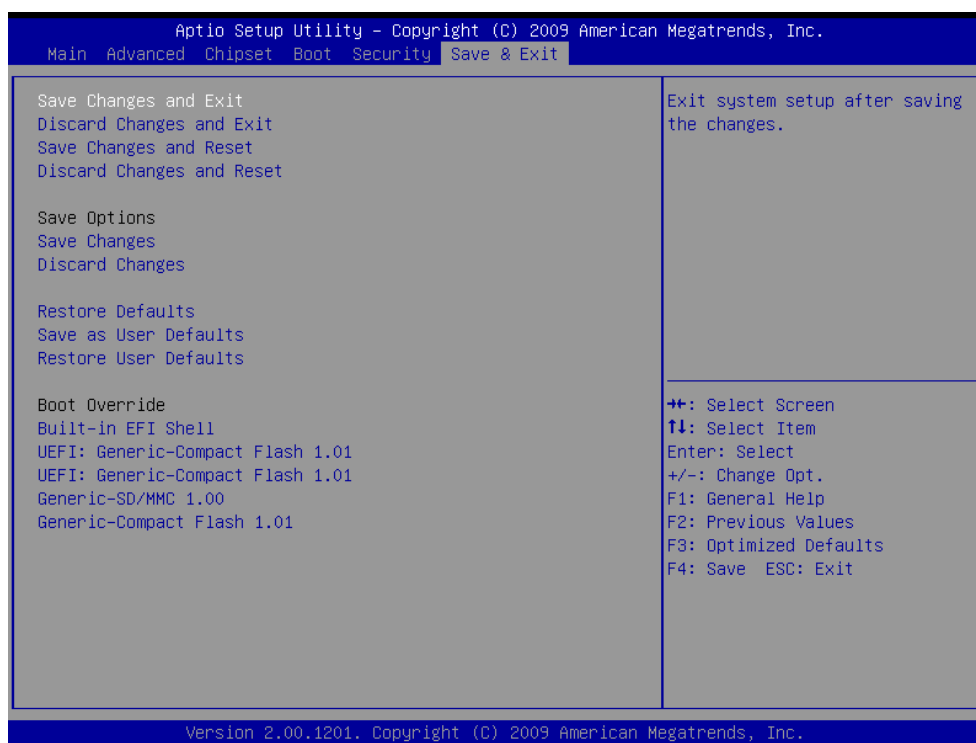 Aptio Setup Utility – Copyright (C) 2009 American Megatrends, Inc.
Main Advanced Chipset Boot Security Save & Exit
Save Changes and Exit
Discard Changes and Exit
Save Changes and Reset
Discard Changes and Reset
Save Options
Save Changes
Discard Changes
Restore Defaults
Save as User Defaults
Restore User Defaults
Boot Override
Built-in EFI Shell
UEFI: Generic-Compact Flash 1.01
UEFI: Generic-Compact Flash 1.01
Generic-SD/MMC 1.00
Generic-Compact Flash 1.01
Exit system setup after saving
the changes.
→←: Select Screen
↑↓: Select Item
Enter: Select
+/-: Change Opt.
F1: General Help
F2: Previous Values
F3: Optimized Defaults
F4: Save ESC: Exit
Version 2.00.1201. Copyright (C) 2009 American Megatrends, Inc.